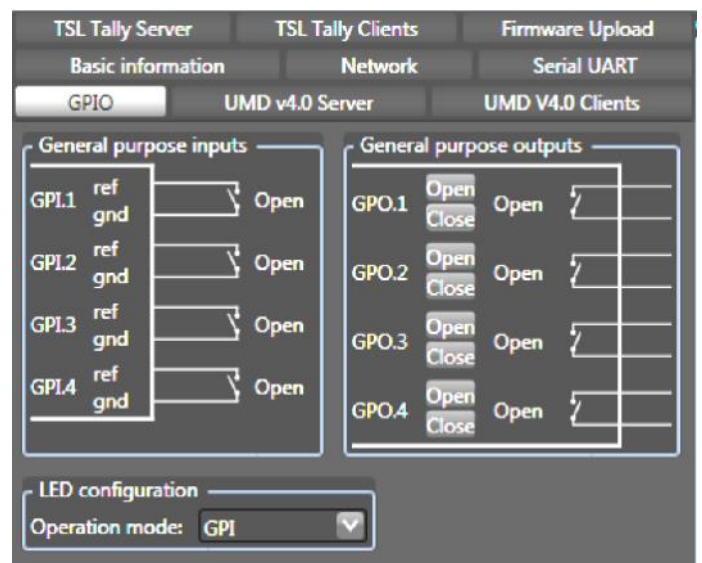 TSL Tally Server TSL Tally Clients Firmware Upload
Basic information Network Serial UART
GPIO UMD v4.0 Server UMD V4.0 Clients
General purpose inputs
GPI.1 ref gnd Open
GPI.2 ref gnd Open
GPI.3 ref gnd Open
GPI.4 ref gnd Open
General purpose outputs
GPO.1 Open Close Open
GPO.2 Open Close Open
GPO.3 Open Close Open
GPO.4 Open Close Open
LED configuration
Operation mode: GPI